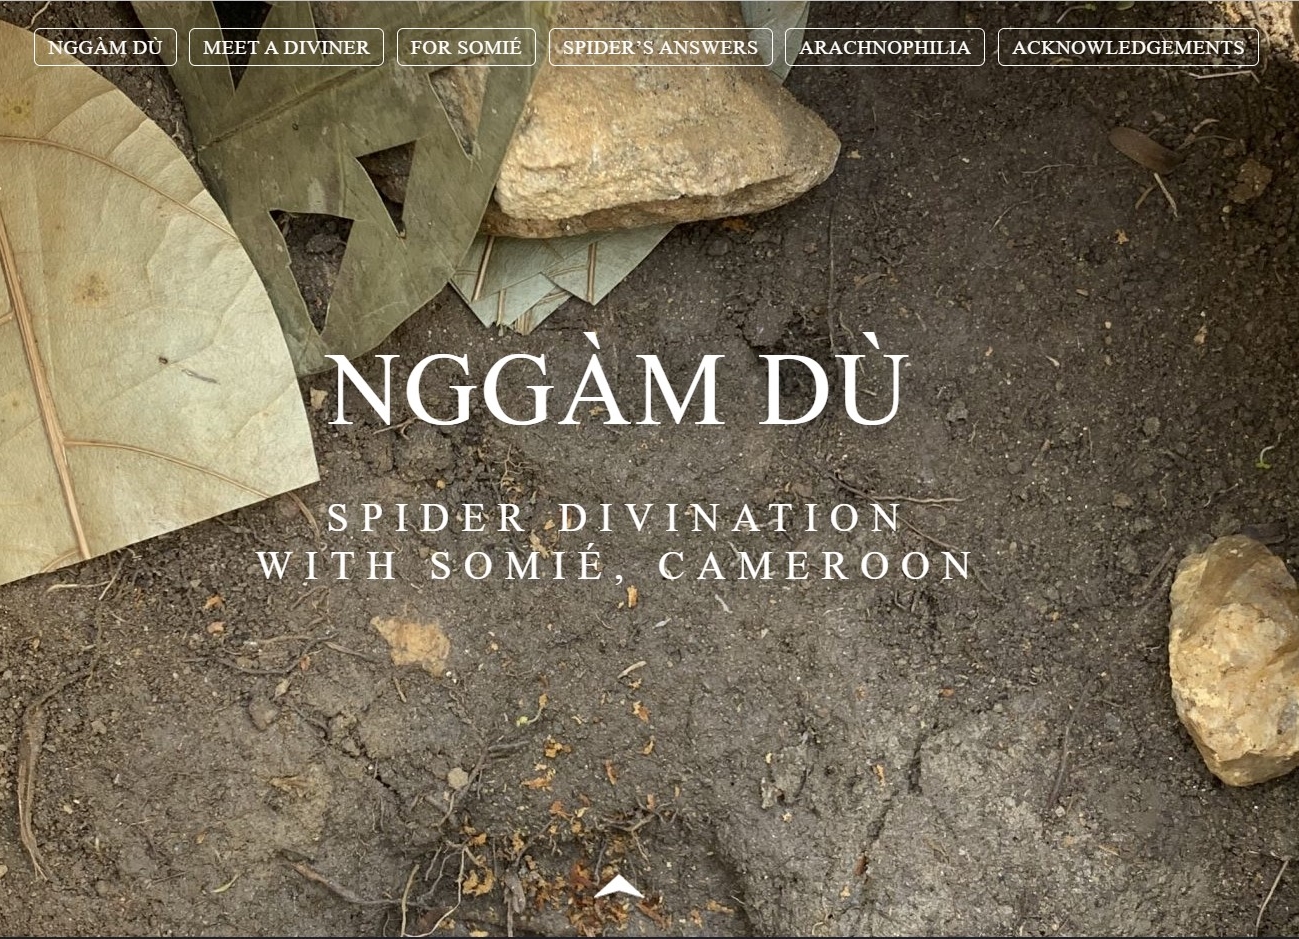 NGGÀM DÙ
MEET A DIVINER
FOR SOMIÉ
SPIDER’S ANSWERS
ARACHNOPHILIA
ACKNOWLEDGEMENTS
NGGÀM DÙ
SPIDER DIVINATION
WITH SOMIÉ, CAMEROON